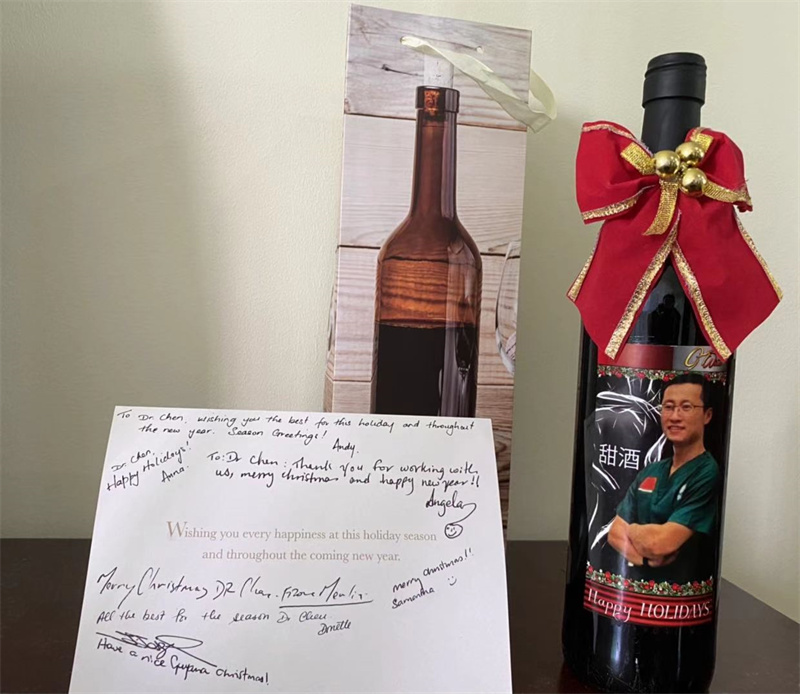 To Dr. Chen, wishing you the best for this holiday and throughout
the new year. Season Greetings!
Andy.
Dr. Chen,
Happy Holidays!
Anna.
To: Dr Chen: Thank you for working with
us, merry christmas and happy new year!!
Angela
Wishing you every happiness at this holiday season
and throughout the coming new year.
Merry Christmas DR Chen. From
merry christmas!!
Samantha
All the best for the season Dr Chen
Have a nice Guyana Christmas!
甜酒
Happy HOLIDAYS